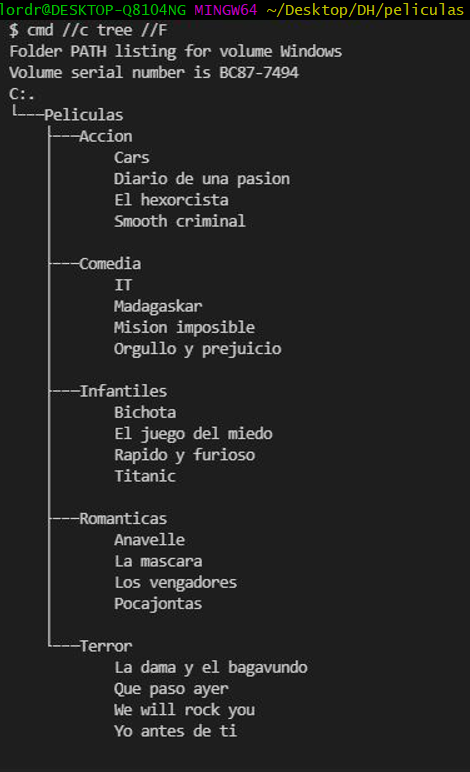 lordr@DESKTOP-Q8104NG MINGW64 ~/Desktop/DH/peliculas
$ cmd //c tree //F
Folder PATH listing for volume Windows
Volume serial number is BC87-7494
C:.
└───Peliculas
    ├───Accion
    │       Cars
    │       Diario de una pasion
    │       El hexorcista
    │       Smooth criminal
    │
    ├───Comedia
    │       IT
    │       Madagaskar
    │       Mision imposible
    │       Orgullo y prejuicio
    │
    ├───Infantiles
    │       Bichota
    │       El juego del miedo
    │       Rapido y furioso
    │       Titanic
    │
    ├───Romanticas
    │       Anavelle
    │       La mascara
    │       Los vengadores
    │       Pocajontas
    │
    └───Terror
            La dama y el bagavundo
            Que paso ayer
            We will rock you
            Yo antes de ti